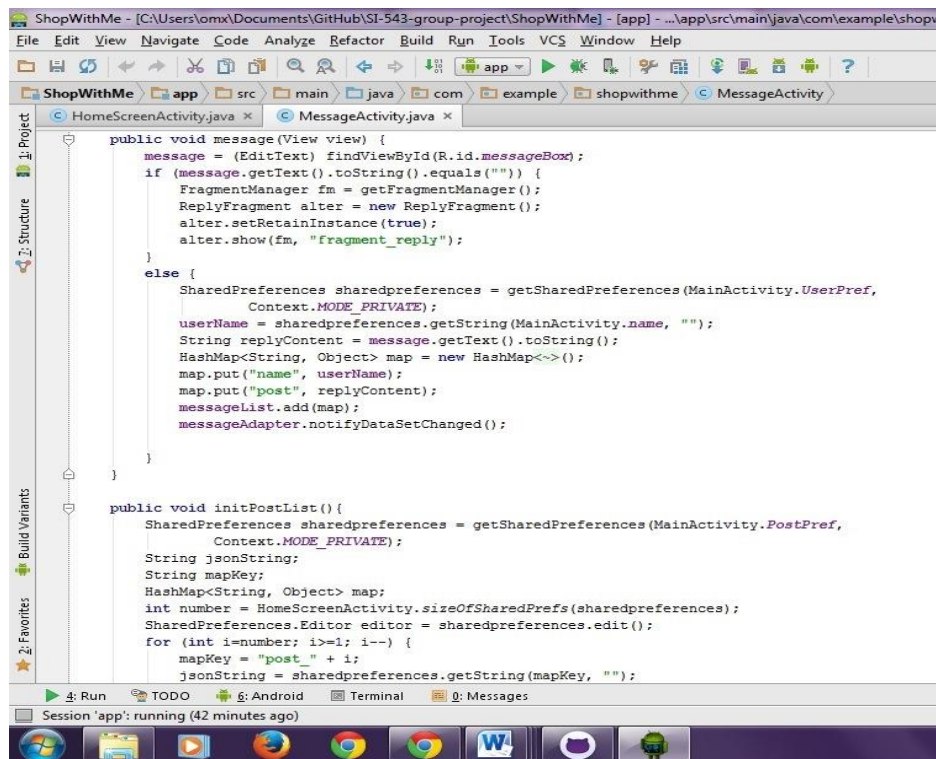 ShopWithMe - [C:\Users\omx\Documents\GitHub\SI-543-group-project\ShopWithMe] - [app] - ...\app\src\main\java\com\example\shopw
File Edit View Navigate Code Analyze Refactor Build Run Tools VCS Window Help
app
ShopWithMe app src main java com example shopwithme MessageActivity
HomeScreenActivity.java MessageActivity.java
1: Project
7: Structure
Build Variants
2: Favorites
public void message(View view) {
message = (EditText) findViewById(R.id.messageBox);
if (message.getText().toString().equals("")) {
FragmentManager fm = getFragmentManager();
ReplyFragment alter = new ReplyFragment();
alter.setRetainInstance(true);
alter.show(fm, "fragment_reply");
}
else {
SharedPreferences sharedpreferences = getSharedPreferences(MainActivity.UserPref,
Context.MODE_PRIVATE);
userName = sharedpreferences.getString(MainActivity.name, "");
String replyContent = message.getText().toString();
HashMap<String, Object> map = new HashMap<~>();
map.put("name", userName);
map.put("post", replyContent);
messageList.add(map);
messageAdapter.notifyDataSetChanged();
}
}
public void initPostList(){
SharedPreferences sharedpreferences = getSharedPreferences(MainActivity.PostPref,
Context.MODE_PRIVATE);
String jsonString;
String mapKey;
HashMap<String, Object> map;
int number = HomeScreenActivity.sizeOfSharedPrefs(sharedpreferences);
SharedPreferences.Editor editor = sharedpreferences.edit();
for (int i=number; i>=1; i--) {
mapKey = "post_" + i;
jsonString = sharedpreferences.getString(mapKey, "");
4: Run TODO 6: Android Terminal 0: Messages
Session 'app': running (42 minutes ago)